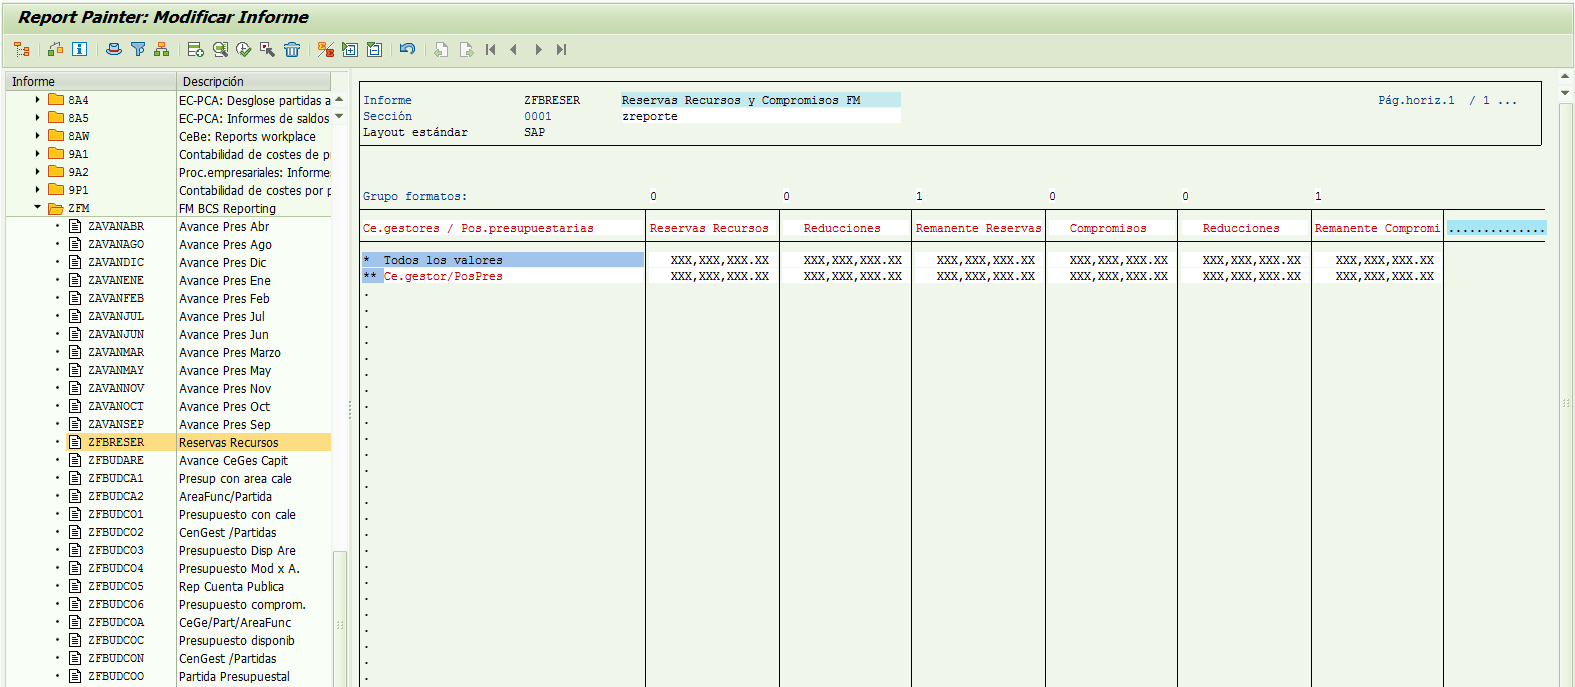 Report Painter: Modificar Informe
Informe Descripción
8A4 EC-PCA: Desglose partidas a
8A5 EC-PCA: Informes de saldos
8AW CeBe: Reports workplace
9A1 Contabilidad de costes de p
9A2 Proc.empresariales: Informe
9P1 Contabilidad de costes por p
ZFM FM BCS Reporting
ZAVANABR Avance Pres Abr
ZAVANAGO Avance Pres Ago
ZAVANDIC Avance Pres Dic
ZAVANENE Avance Pres Ene
ZAVANFEB Avance Pres Feb
ZAVANJUL Avance Pres Jul
ZAVANJUN Avance Pres Jun
ZAVANMAR Avance Pres Marzo
ZAVANMAY Avance Pres May
ZAVANNOV Avance Pres Nov
ZAVANOCT Avance Pres Oct
ZAVANSEP Avance Pres Sep
ZFBRESER Reservas Recursos
ZFBUDARE Avance CeGes Capit
ZFBUDCA1 Presup con area cale
ZFBUDCA2 AreaFunc/Partida
ZFBUDCO1 Presupuesto con cale
ZFBUDCO2 CenGest /Partidas
ZFBUDCO3 Presupuesto Disp Are
ZFBUDCO4 Presupuesto Mod x A.
ZFBUDCO5 Rep Cuenta Publica
ZFBUDCO6 Presupuesto comprom.
ZFBUDCOA CeGe/Part/AreaFunc
ZFBUDCOC Presupuesto disponib
ZFBUDCON CenGest /Partidas
ZFBUDCOO Partida Presupuestal
Informe ZFBRESER Reservas Recursos y Compromisos FM Pág.horiz.1 / 1 ...
Sección 0001 zreporte
Layout estándar SAP
Grupo formatos: 0 0 1 0 0 1
Ce.gestores / Pos.presupuestarias Reservas Recursos Reducciones Remanente Reservas Compromisos Reducciones Remanente Compromi .............
* Todos los valores XXX,XXX,XXX.XX XXX,XXX,XXX.XX XXX,XXX,XXX.XX XXX,XXX,XXX.XX XXX,XXX,XXX.XX XXX,XXX,XXX.XX
** Ce.gestor/PosPres XXX,XXX,XXX.XX XXX,XXX,XXX.XX XXX,XXX,XXX.XX XXX,XXX,XXX.XX XXX,XXX,XXX.XX XXX,XXX,XXX.XX